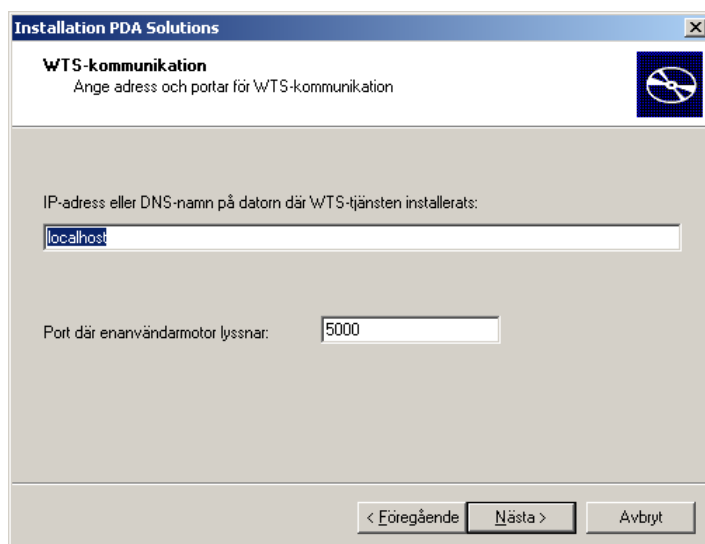 Installation PDA Solutions
WTS-kommunikation
Ange adress och portar för WTS-kommunikation
IP-adress eller DNS-namn på datorn där WTS-tjänsten installerats:
localhost
Port där enanvändarmotor lyssnar:
5000
< Föregående
Nästa >
Avbryt